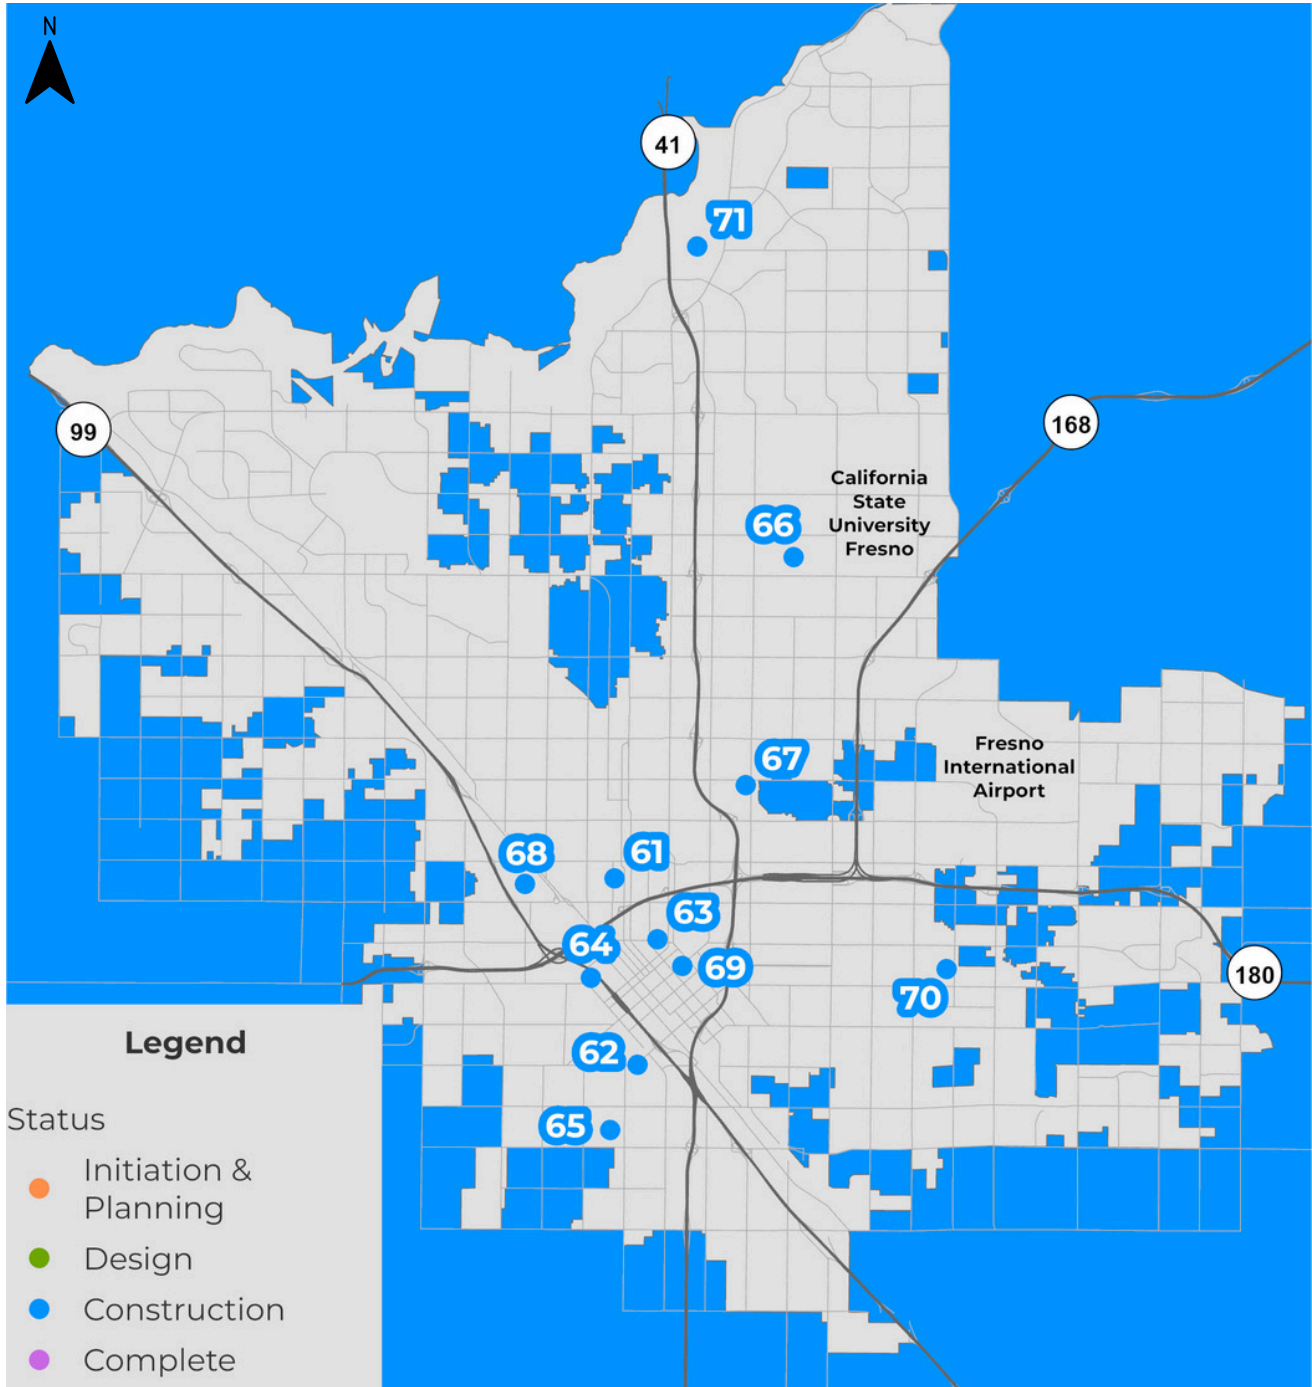 N
41
71
99
168
California
State
University
Fresno
66
Fresno
International
Airport
67
68
61
63
64
69
70
180
62
65
Legend
Status
Initiation &
Planning
Design
Construction
Complete